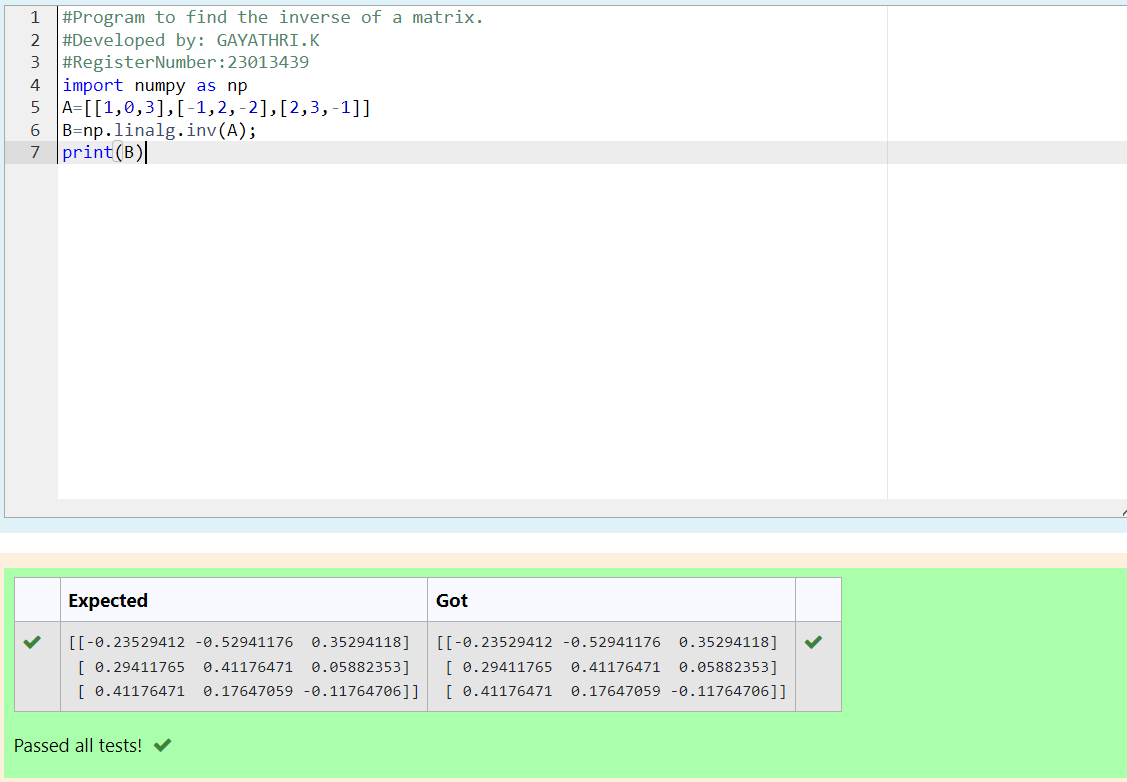 1 #Program to find the inverse of a matrix.
2 #Developed by: GAYATHRI.K
3 #RegisterNumber:23013439
4 import numpy as np
5 A=[[1,0,3],[-1,2,-2],[2,3,-1]]
6 B=np.linalg.inv(A);
7 print(B)
Expected Got
[[-0.23529412 -0.52941176  0.35294118] [[-0.23529412 -0.52941176  0.35294118]
[ 0.29411765  0.41176471  0.05882353] [ 0.29411765  0.41176471  0.05882353]
[ 0.41176471  0.17647059 -0.11764706]] [ 0.41176471  0.17647059 -0.11764706]]
Passed all tests!